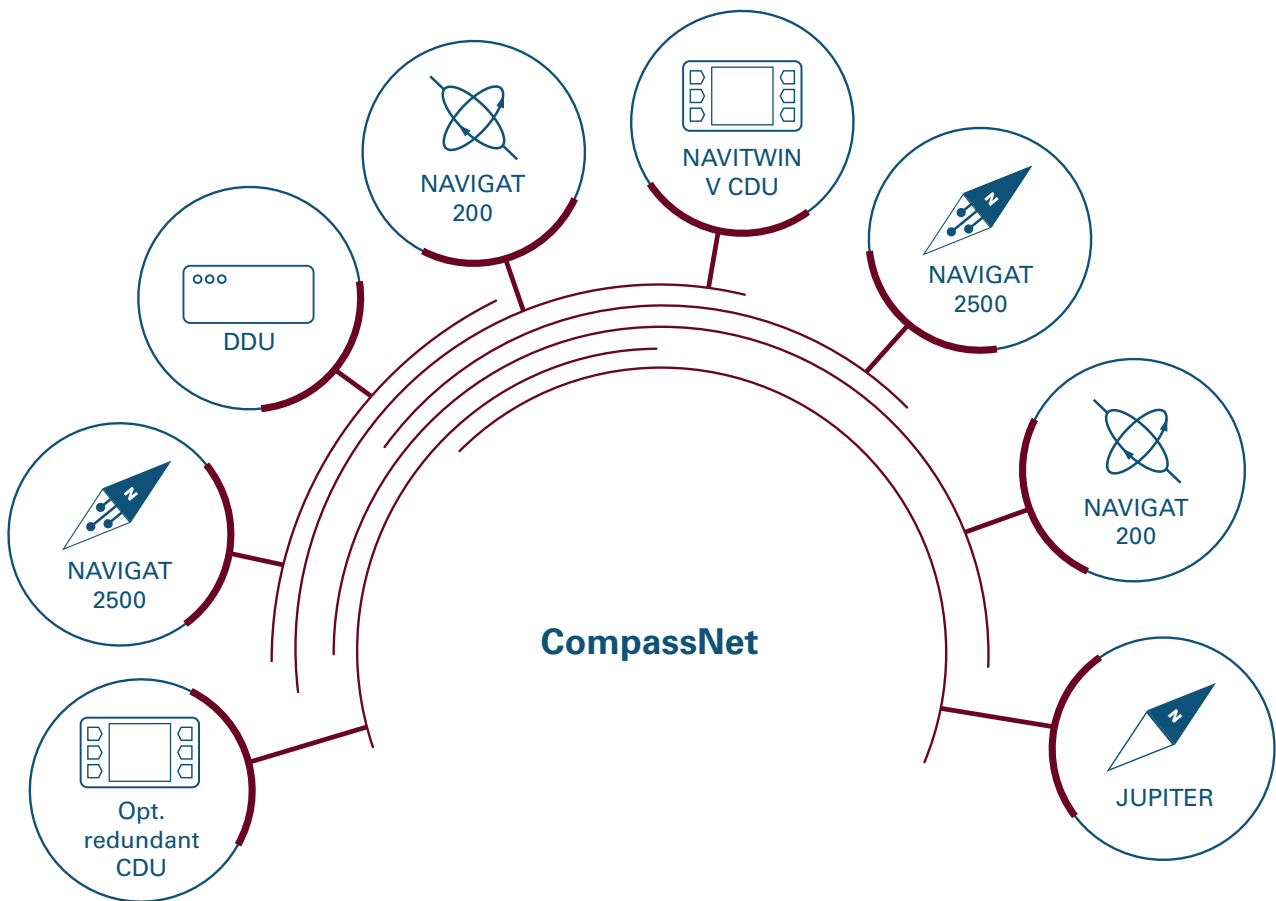 NAVIGAT
200
NAVITWIN
V CDU
N
NAVIGAT
2500
DDU
NAVIGAT
200
N
NAVIGAT
2500
CompassNet
N
JUPITER
Opt.
redundant
CDU